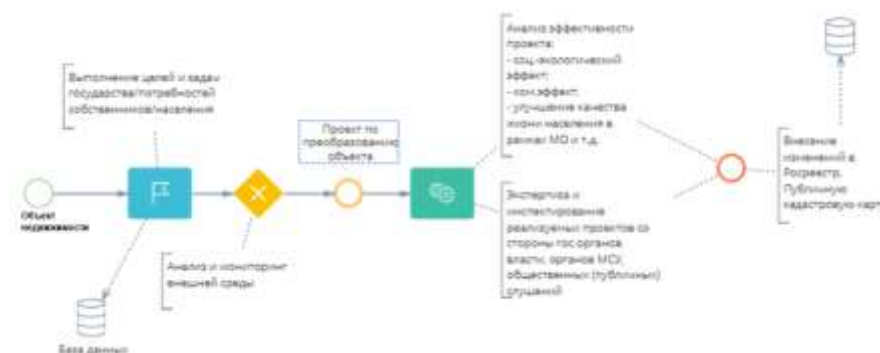 Выполнение целей и задач
государства/потребностей
собственников/населения
Проект по
преобразованию
объекта
Анализ эффективности
проекта:
- соц.-экологический
эффект;
- ком.эффект;
- улучшение качества
жизни населения в
рамках МО и т.д.
Внесение
изменений в
Росреестр,
Публичную
кадастровую карт
Объект
недвижимости
Экспертиза и
инспектирование
реализуемых проектов со
стороны гос.органов
власти, органов МСУ,
общественных (публичных)
слушаний
Анализ и мониторинг
внешней среды
База данных